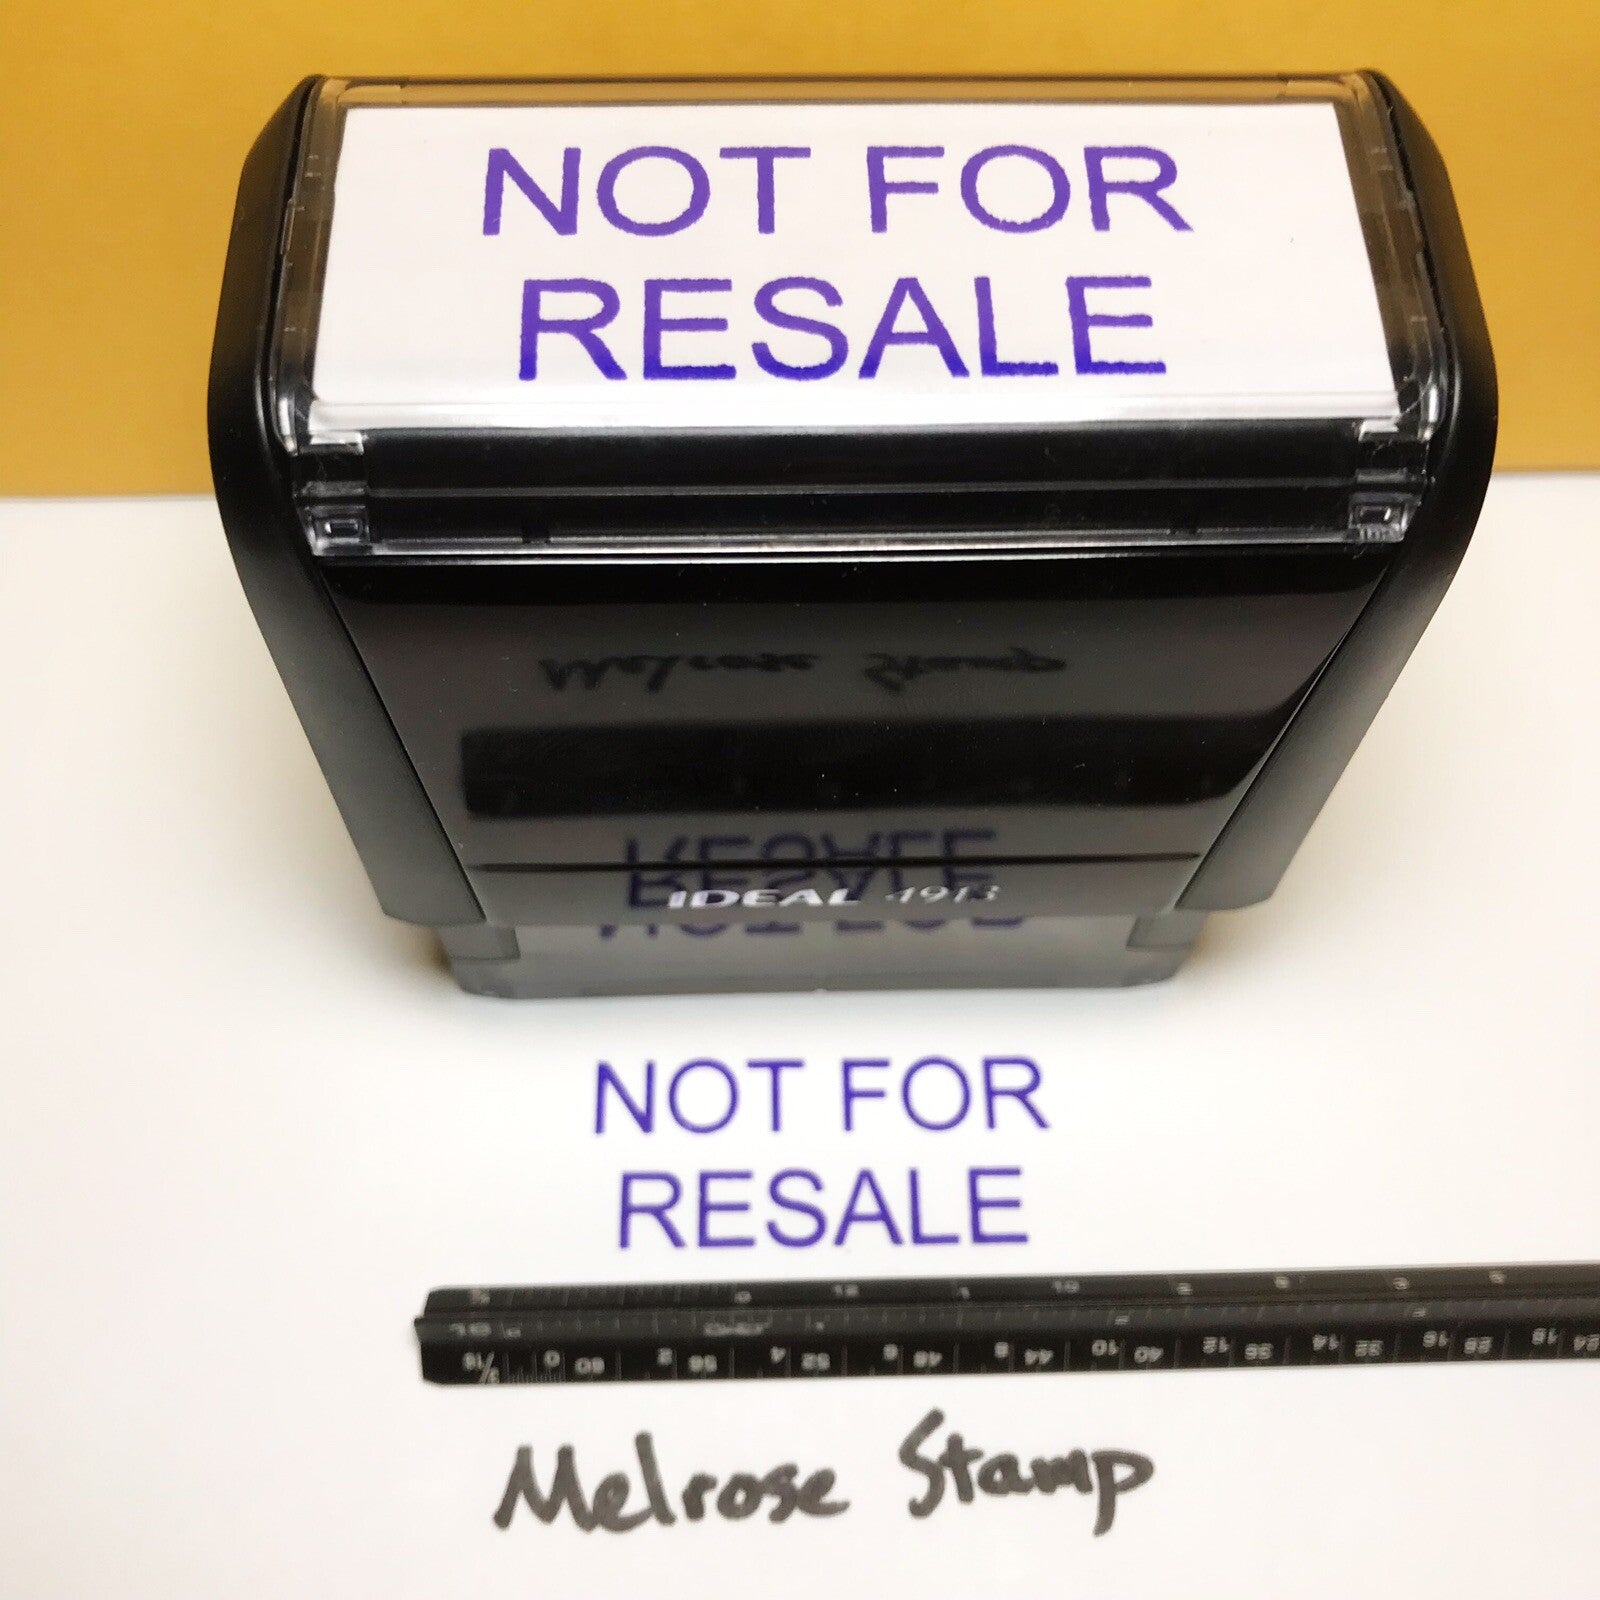 NOT FOR
RESALE
IDEAL 4913
NOT FOR
RESALE
Melrose Stamp